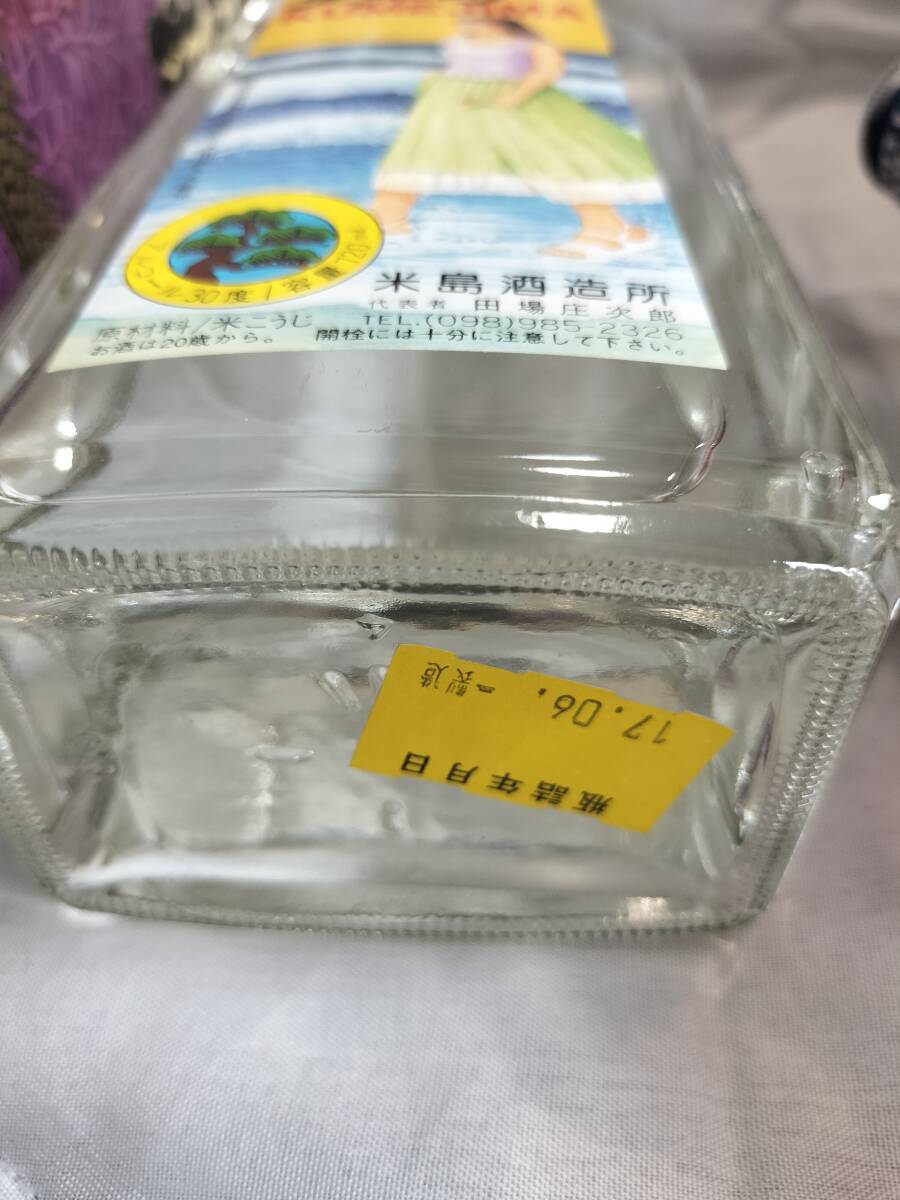 アルコール30度/容量720ml
米島酒造所
代表者 田場庄次郎
原材料/米こうじ TEL.(098)985-2326
お酒は20歳から。 開栓には十分に注意して下さい。
瓶詰年月日
17.06.
製造